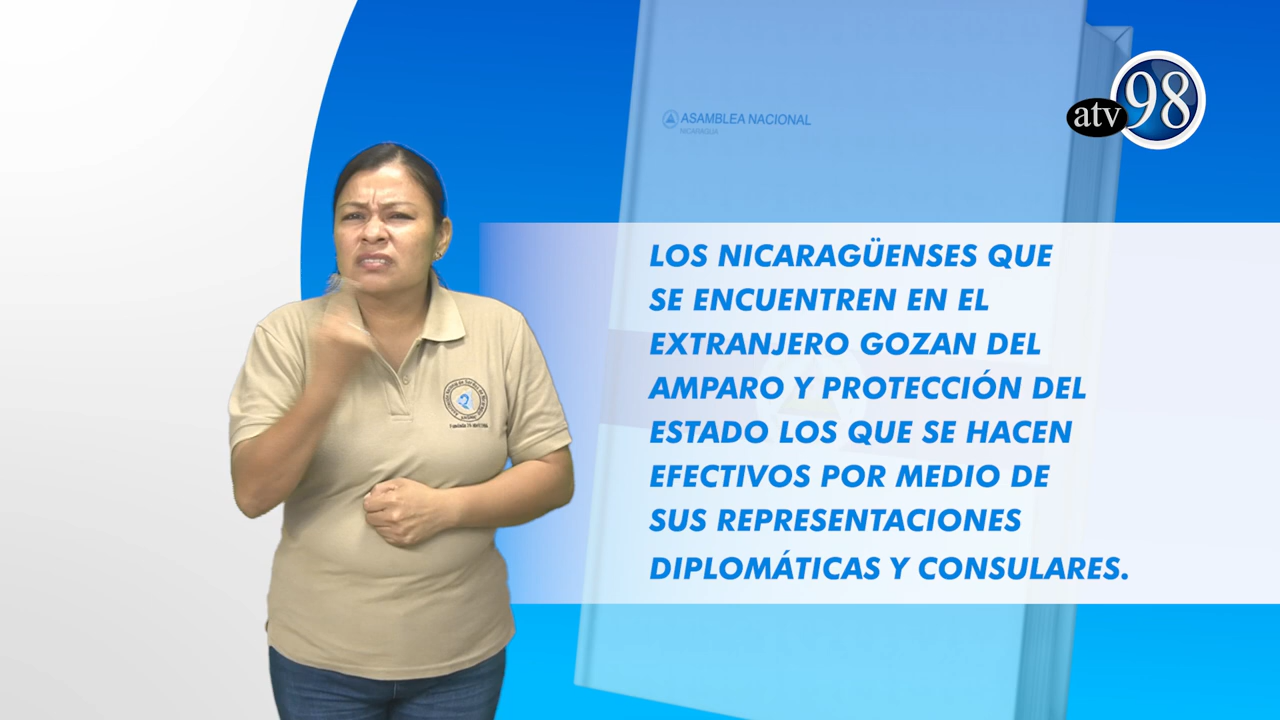 ASAMBLEA NACIONAL
NICARAGUA
atv 98
LOS NICARAGÜENSES QUE
SE ENCUENTREN EN EL
EXTRANJERO GOZAN DEL
AMPARO Y PROTECCIÓN DEL
ESTADO LOS QUE SE HACEN
EFECTIVOS POR MEDIO DE
SUS REPRESENTACIONES
DIPLOMÁTICAS Y CONSULARES.